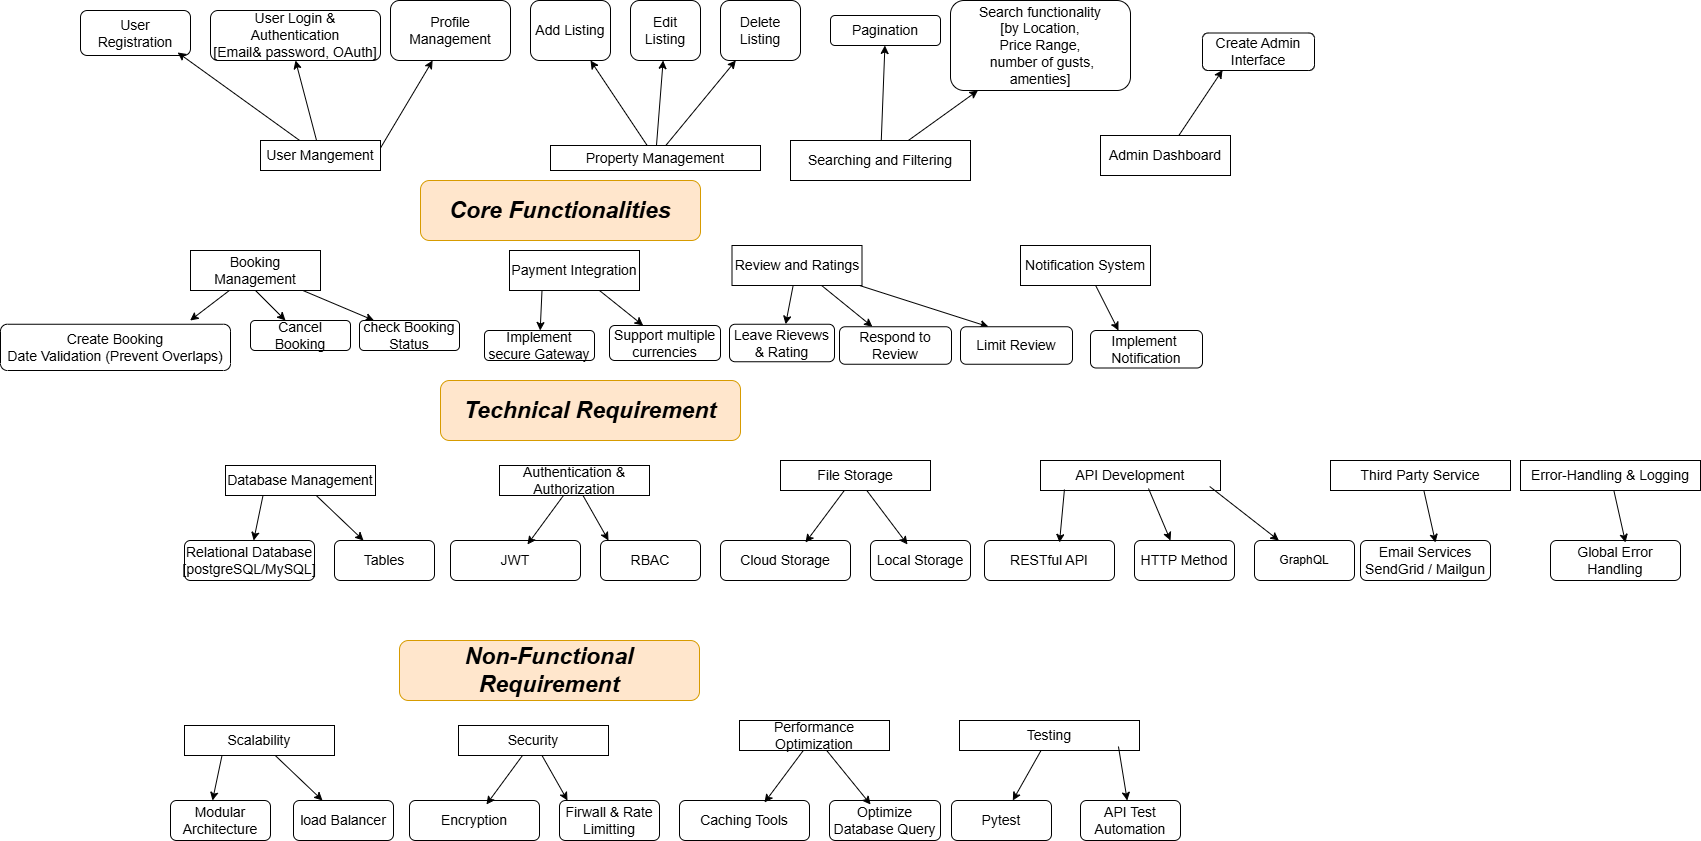 User
Registration
User Login &
Authentication
[Email& password, OAuth]
Profile
Management
Add Listing
Edit
Listing
Delete
Listing
Pagination
Search functionality
[by Location,
Price Range,
number of gusts,
amenties]
Create Admin
Interface
User Mangement
Property Management
Searching and Filtering
Admin Dashboard
Core Functionalities
Booking
Management
Payment Integration
Review and Ratings
Notification System
Create Booking
Date Validation (Prevent Overlaps)
Cancel
Booking
check Booking
Status
Implement
secure Gateway
Support multiple
currencies
Leave Rievews
& Rating
Respond to
Review
Limit Review
Implement
Notification
Technical Requirement
Database Management
Authentication &
Authorization
File Storage
API Development
Third Party Service
Error-Handling & Logging
Relational Database
[postgreSQL/MySQL]
Tables
JWT
RBAC
Cloud Storage
Local Storage
RESTful API
HTTP Method
GraphQL
Email Services
SendGrid / Mailgun
Global Error
Handling
Non-Functional
Requirement
Scalability
Security
Performance
Optimization
Testing
Modular
Architecture
load Balancer
Encryption
Firwall & Rate
Limitting
Caching Tools
Optimize
Database Query
Pytest
API Test
Automation